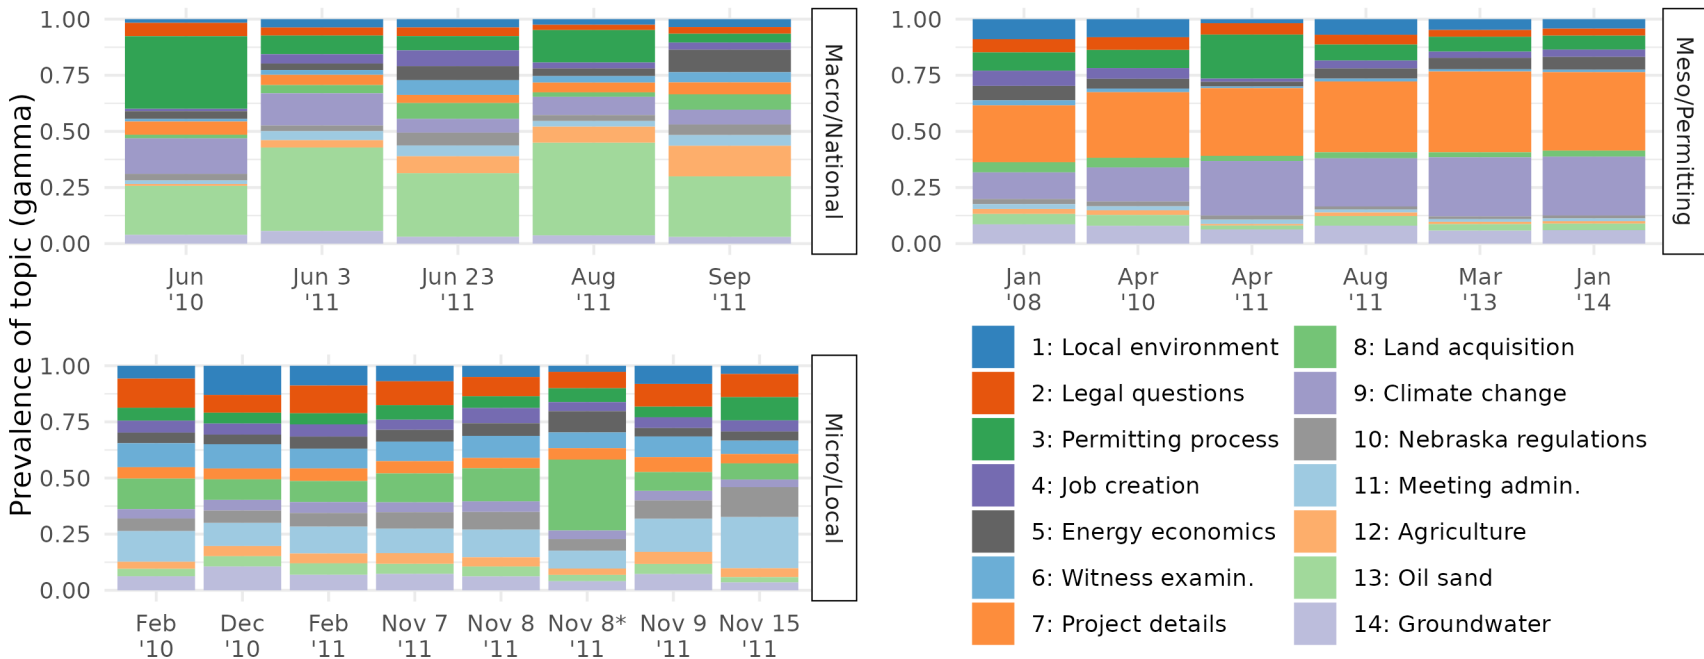 Prevalence of topic (gamma)
1.00
0.75
0.50
0.25
0.00
Jun '10
Jun 3 '11
Jun 23 '11
Aug '11
Sep '11
Macro/National
1.00
0.75
0.50
0.25
0.00
Jan '08
Apr '10
Apr '11
Aug '11
Mar '13
Jan '14
Meso/Permitting
1.00
0.75
0.50
0.25
0.00
Feb '10
Dec '10
Feb '11
Nov 7 '11
Nov 8 '11
Nov 8* '11
Nov 9 '11
Nov 15 '11
Micro/Local
1: Local environment
2: Legal questions
3: Permitting process
4: Job creation
5: Energy economics
6: Witness examin.
7: Project details
8: Land acquisition
9: Climate change
10: Nebraska regulations
11: Meeting admin.
12: Agriculture
13: Oil sand
14: Groundwater